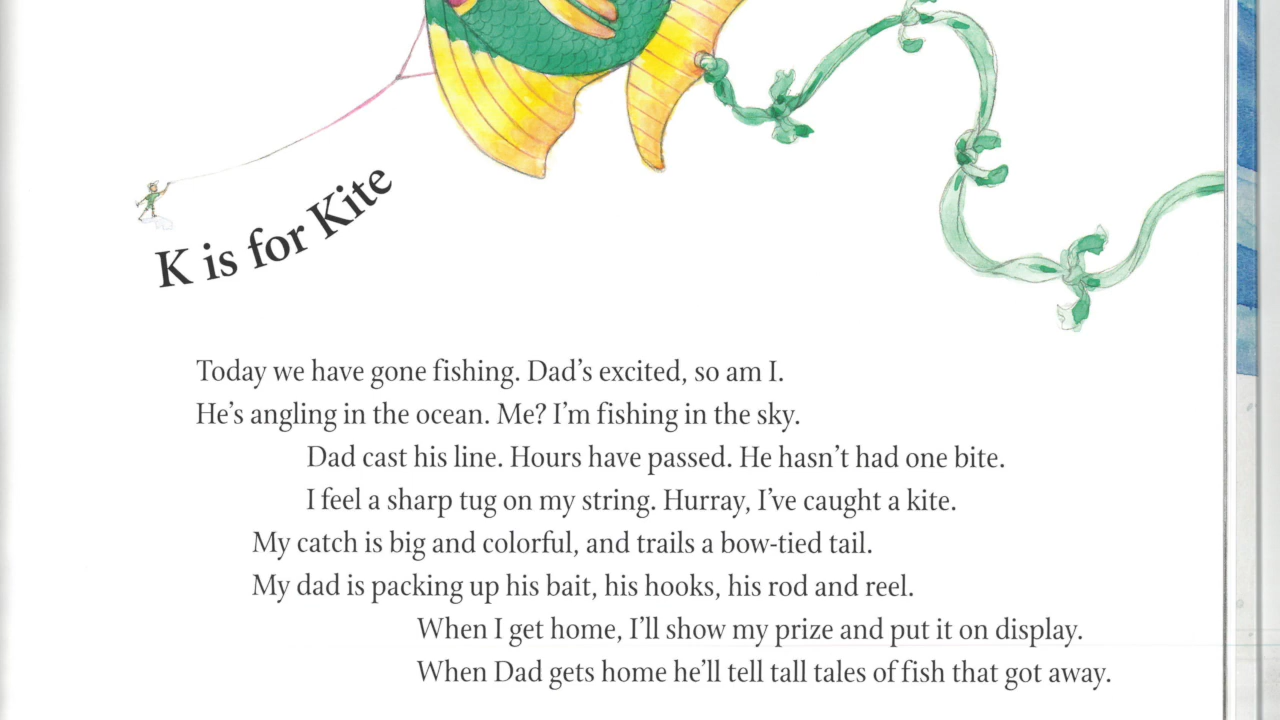 K is for Kite
Today we have gone fishing. Dad’s excited, so am I.
He’s angling in the ocean. Me? I’m fishing in the sky.
Dad cast his line. Hours have passed. He hasn’t had one bite.
I feel a sharp tug on my string. Hurray, I’ve caught a kite.
My catch is big and colorful, and trails a bow-tied tail.
My dad is packing up his bait, his hooks, his rod and reel.
When I get home, I’ll show my prize and put it on display.
When Dad gets home he’ll tell tall tales of fish that got away.